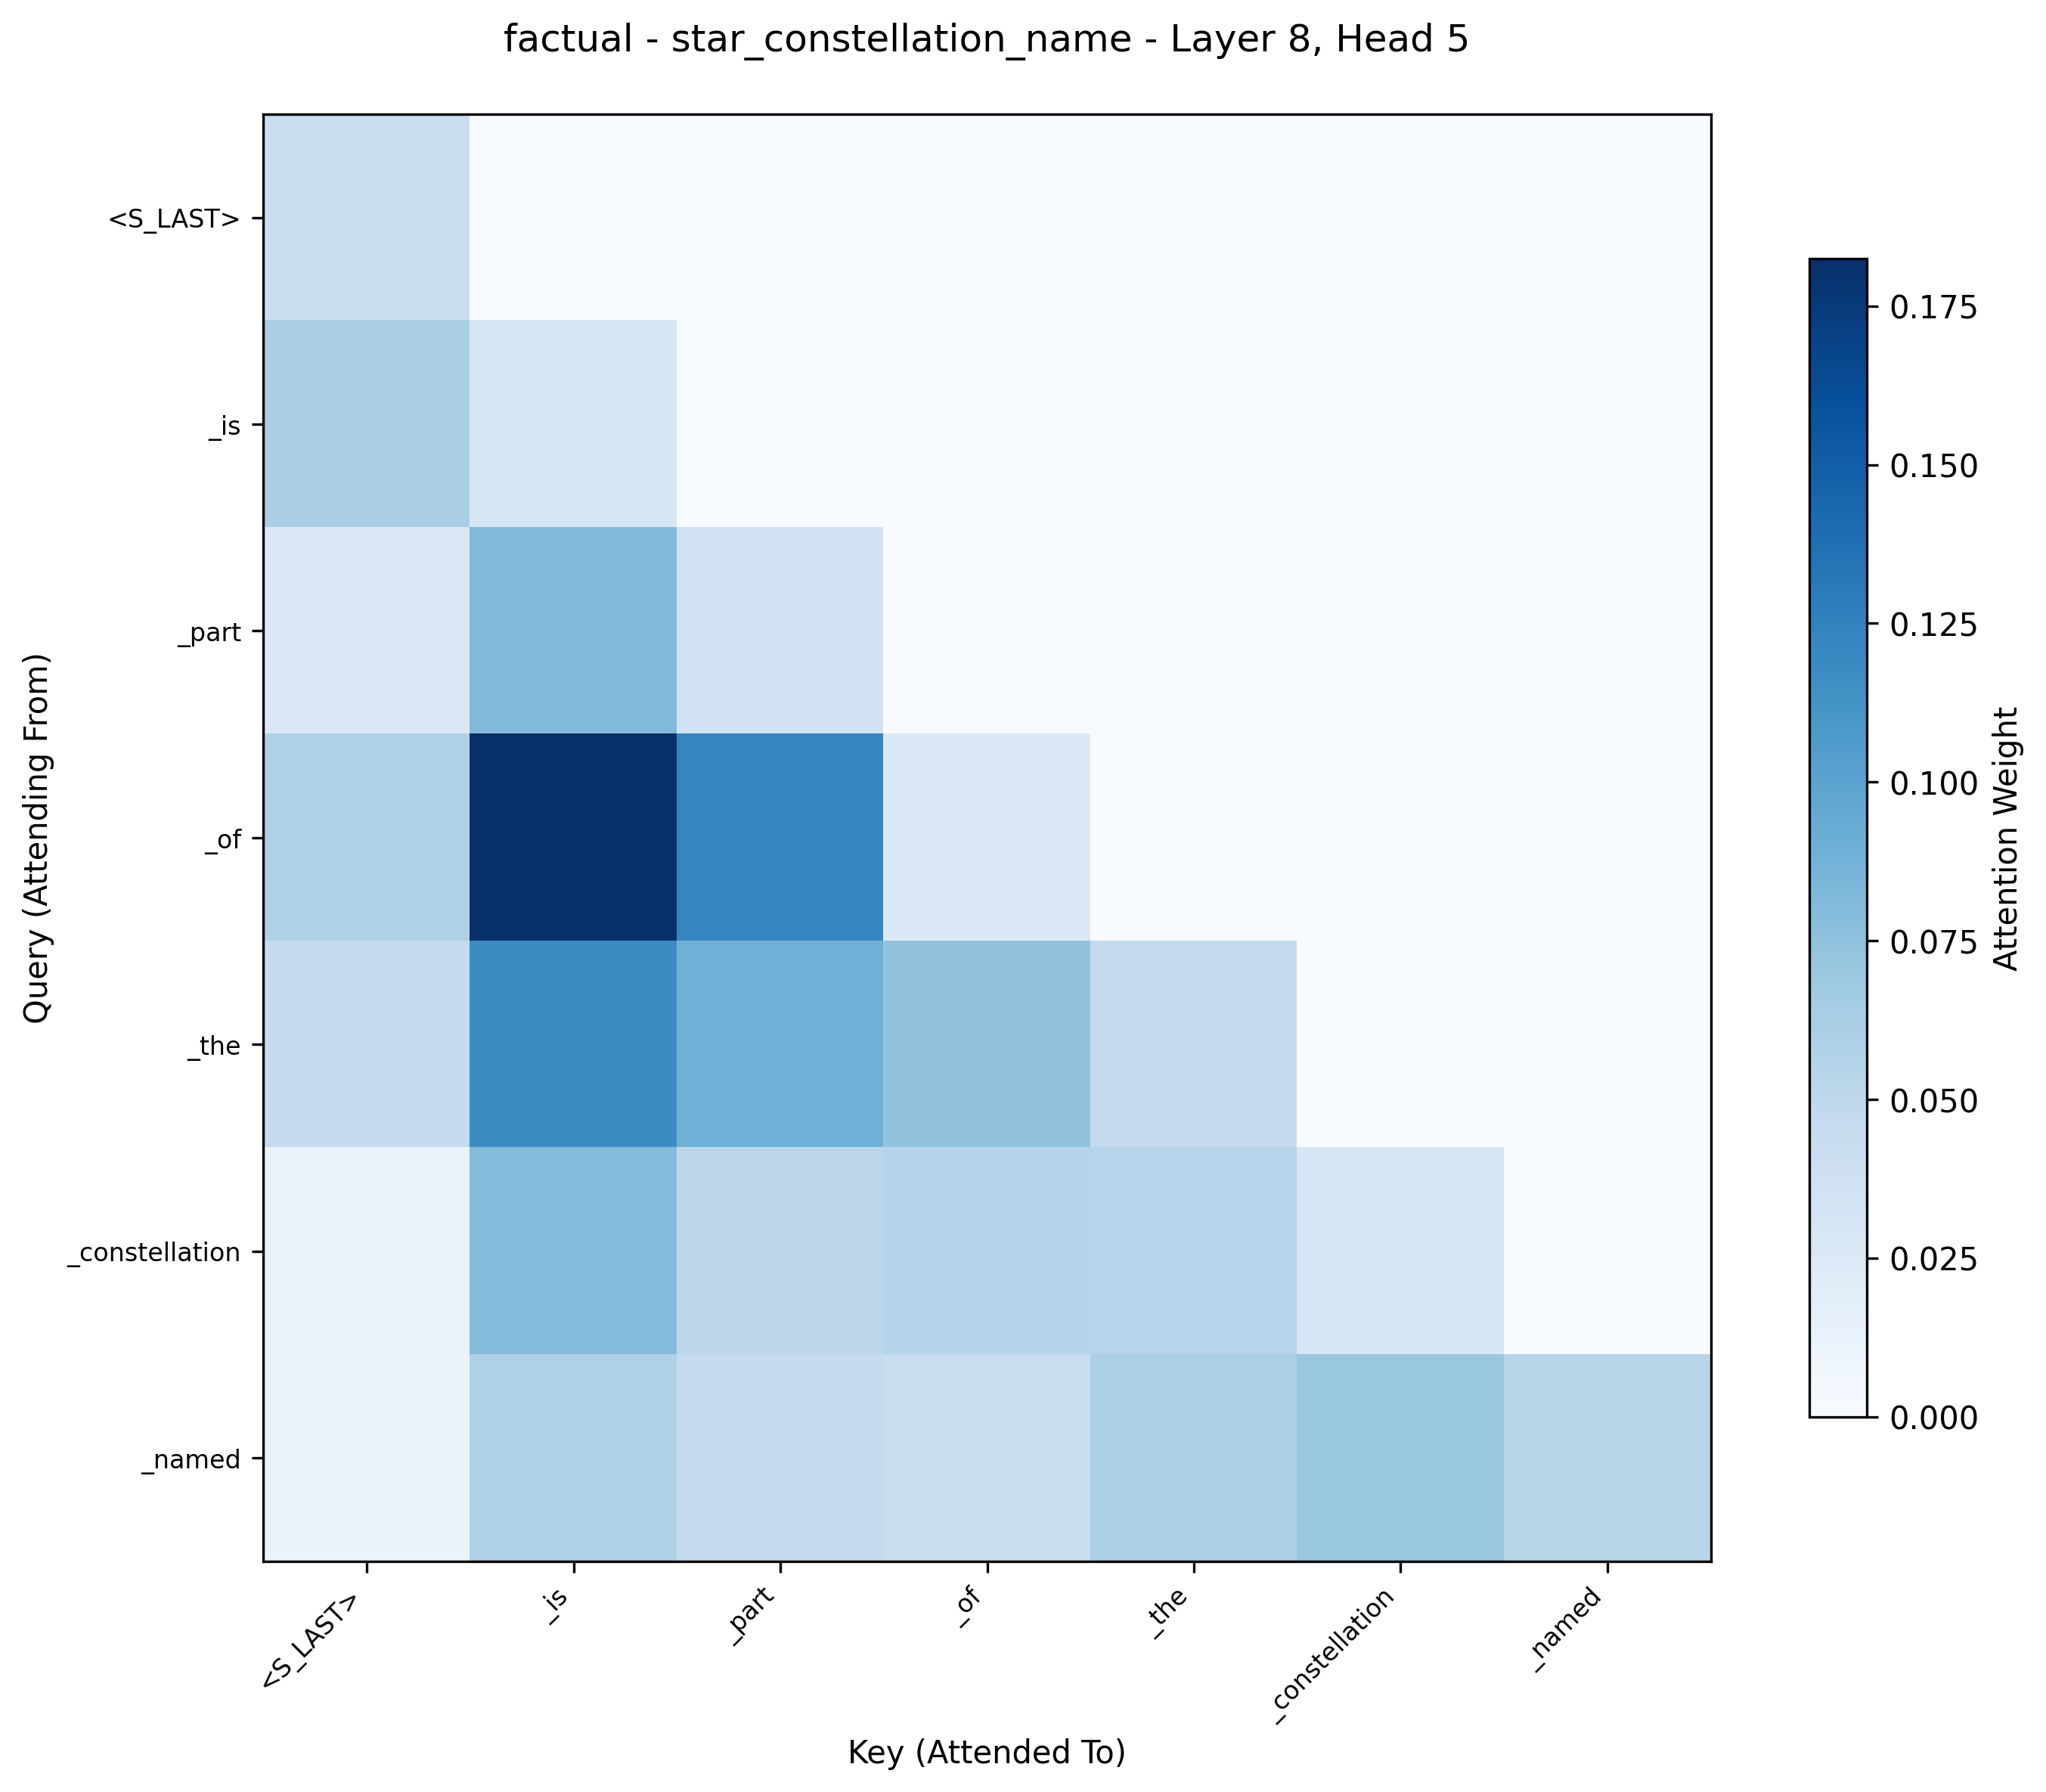 factual - star_constellation_name - Layer 8, Head 5
Query (Attending From)
<S_LAST>
_is
_part
_of
_the
_constellation
_named
<S_LAST>
_is
_part
_of
_the
_constellation
_named
Key (Attended To)
0.175
0.150
0.125
0.100
0.075
0.050
0.025
0.000
Attention Weight